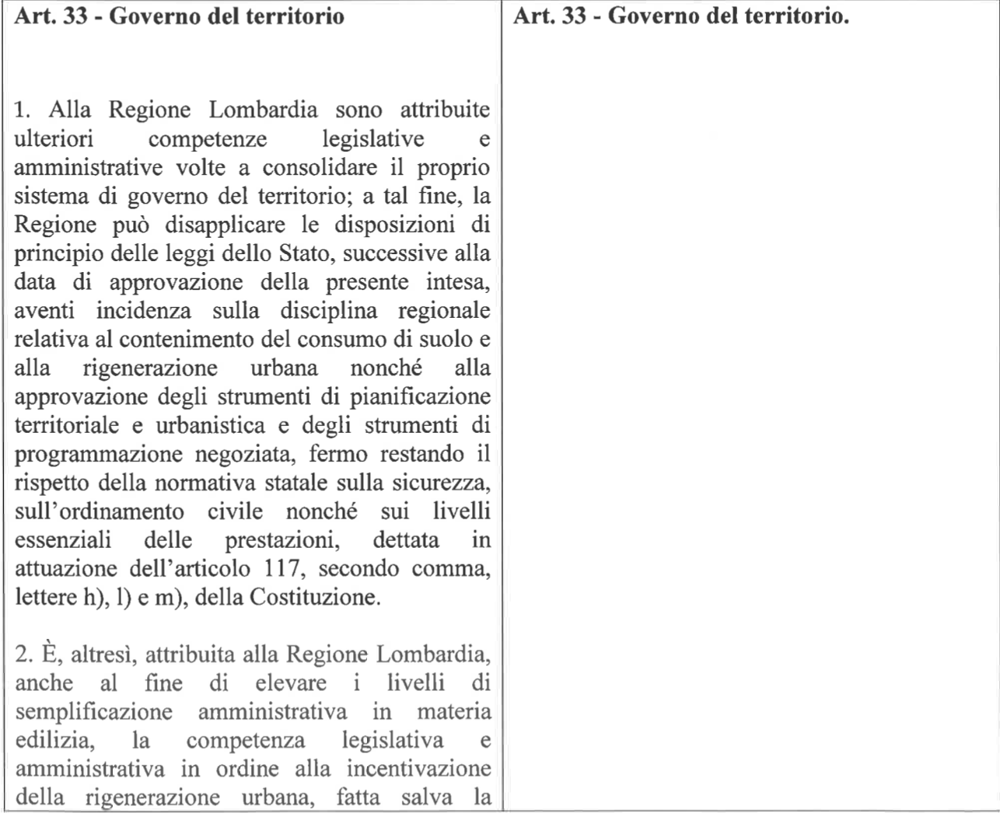 Art. 33 - Governo del territorio
1. Alla Regione Lombardia sono attribuite
ulteriori competenze legislative e
amministrative volte a consolidare il proprio
sistema di governo del territorio; a tal fine, la
Regione può disapplicare le disposizioni di
principio delle leggi dello Stato, successive alla
data di approvazione della presente intesa,
aventi incidenza sulla disciplina regionale
relativa al contenimento del consumo di suolo e
alla rigenerazione urbana nonché alla
approvazione degli strumenti di pianificazione
territoriale e urbanistica e degli strumenti di
programmazione negoziata, fermo restando il
rispetto della normativa statale sulla sicurezza,
sull'ordinamento civile nonché sui livelli
essenziali delle prestazioni, dettata in
attuazione dell'articolo 117, secondo comma,
lettere h), l) e m), della Costituzione.
2. È, altresì, attribuita alla Regione Lombardia,
anche al fine di elevare i livelli di
semplificazione amministrativa in materia
edilizia, la competenza legislativa e
amministrativa in ordine alla incentivazione
della rigenerazione urbana, fatta salva la
Art. 33 - Governo del territorio.